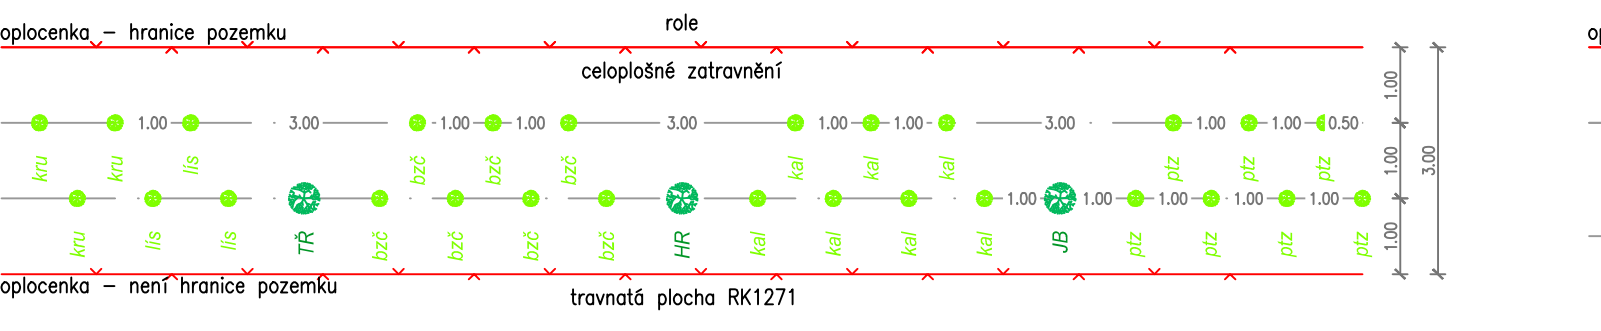 role
oplocenka – hranice pozemku
celoplošné zatravnění
1.00 3.00 1.00 1.00 3.00 1.00 1.00 3.00 1.00 1.00 0.50
kru kru lís bzč bzč bzč kal kal kal ptz ptz ptz
1.00 1.00 1.00 1.00 1.00
kru lís lís TŘ bzč bzč bzč bzč HR kal kal kal kal JB ptz ptz ptz ptz
1.00
1.00
1.00
3.00
oplocenka – není hranice pozemku
travnatá plocha RK1271